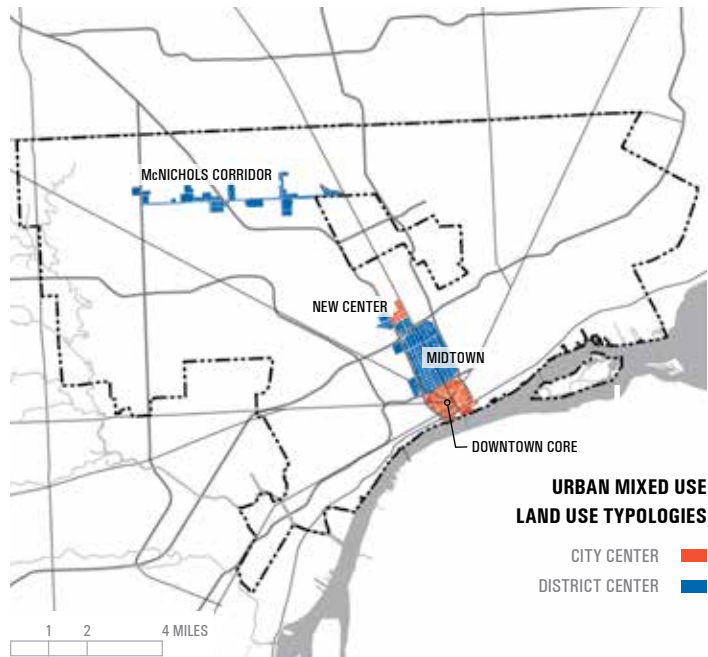 McNICHOLS CORRIDOR
NEW CENTER
MIDTOWN
DOWNTOWN CORE
URBAN MIXED USE
LAND USE TYPOLOGIES
CITY CENTER
DISTRICT CENTER
1 2 4 MILES